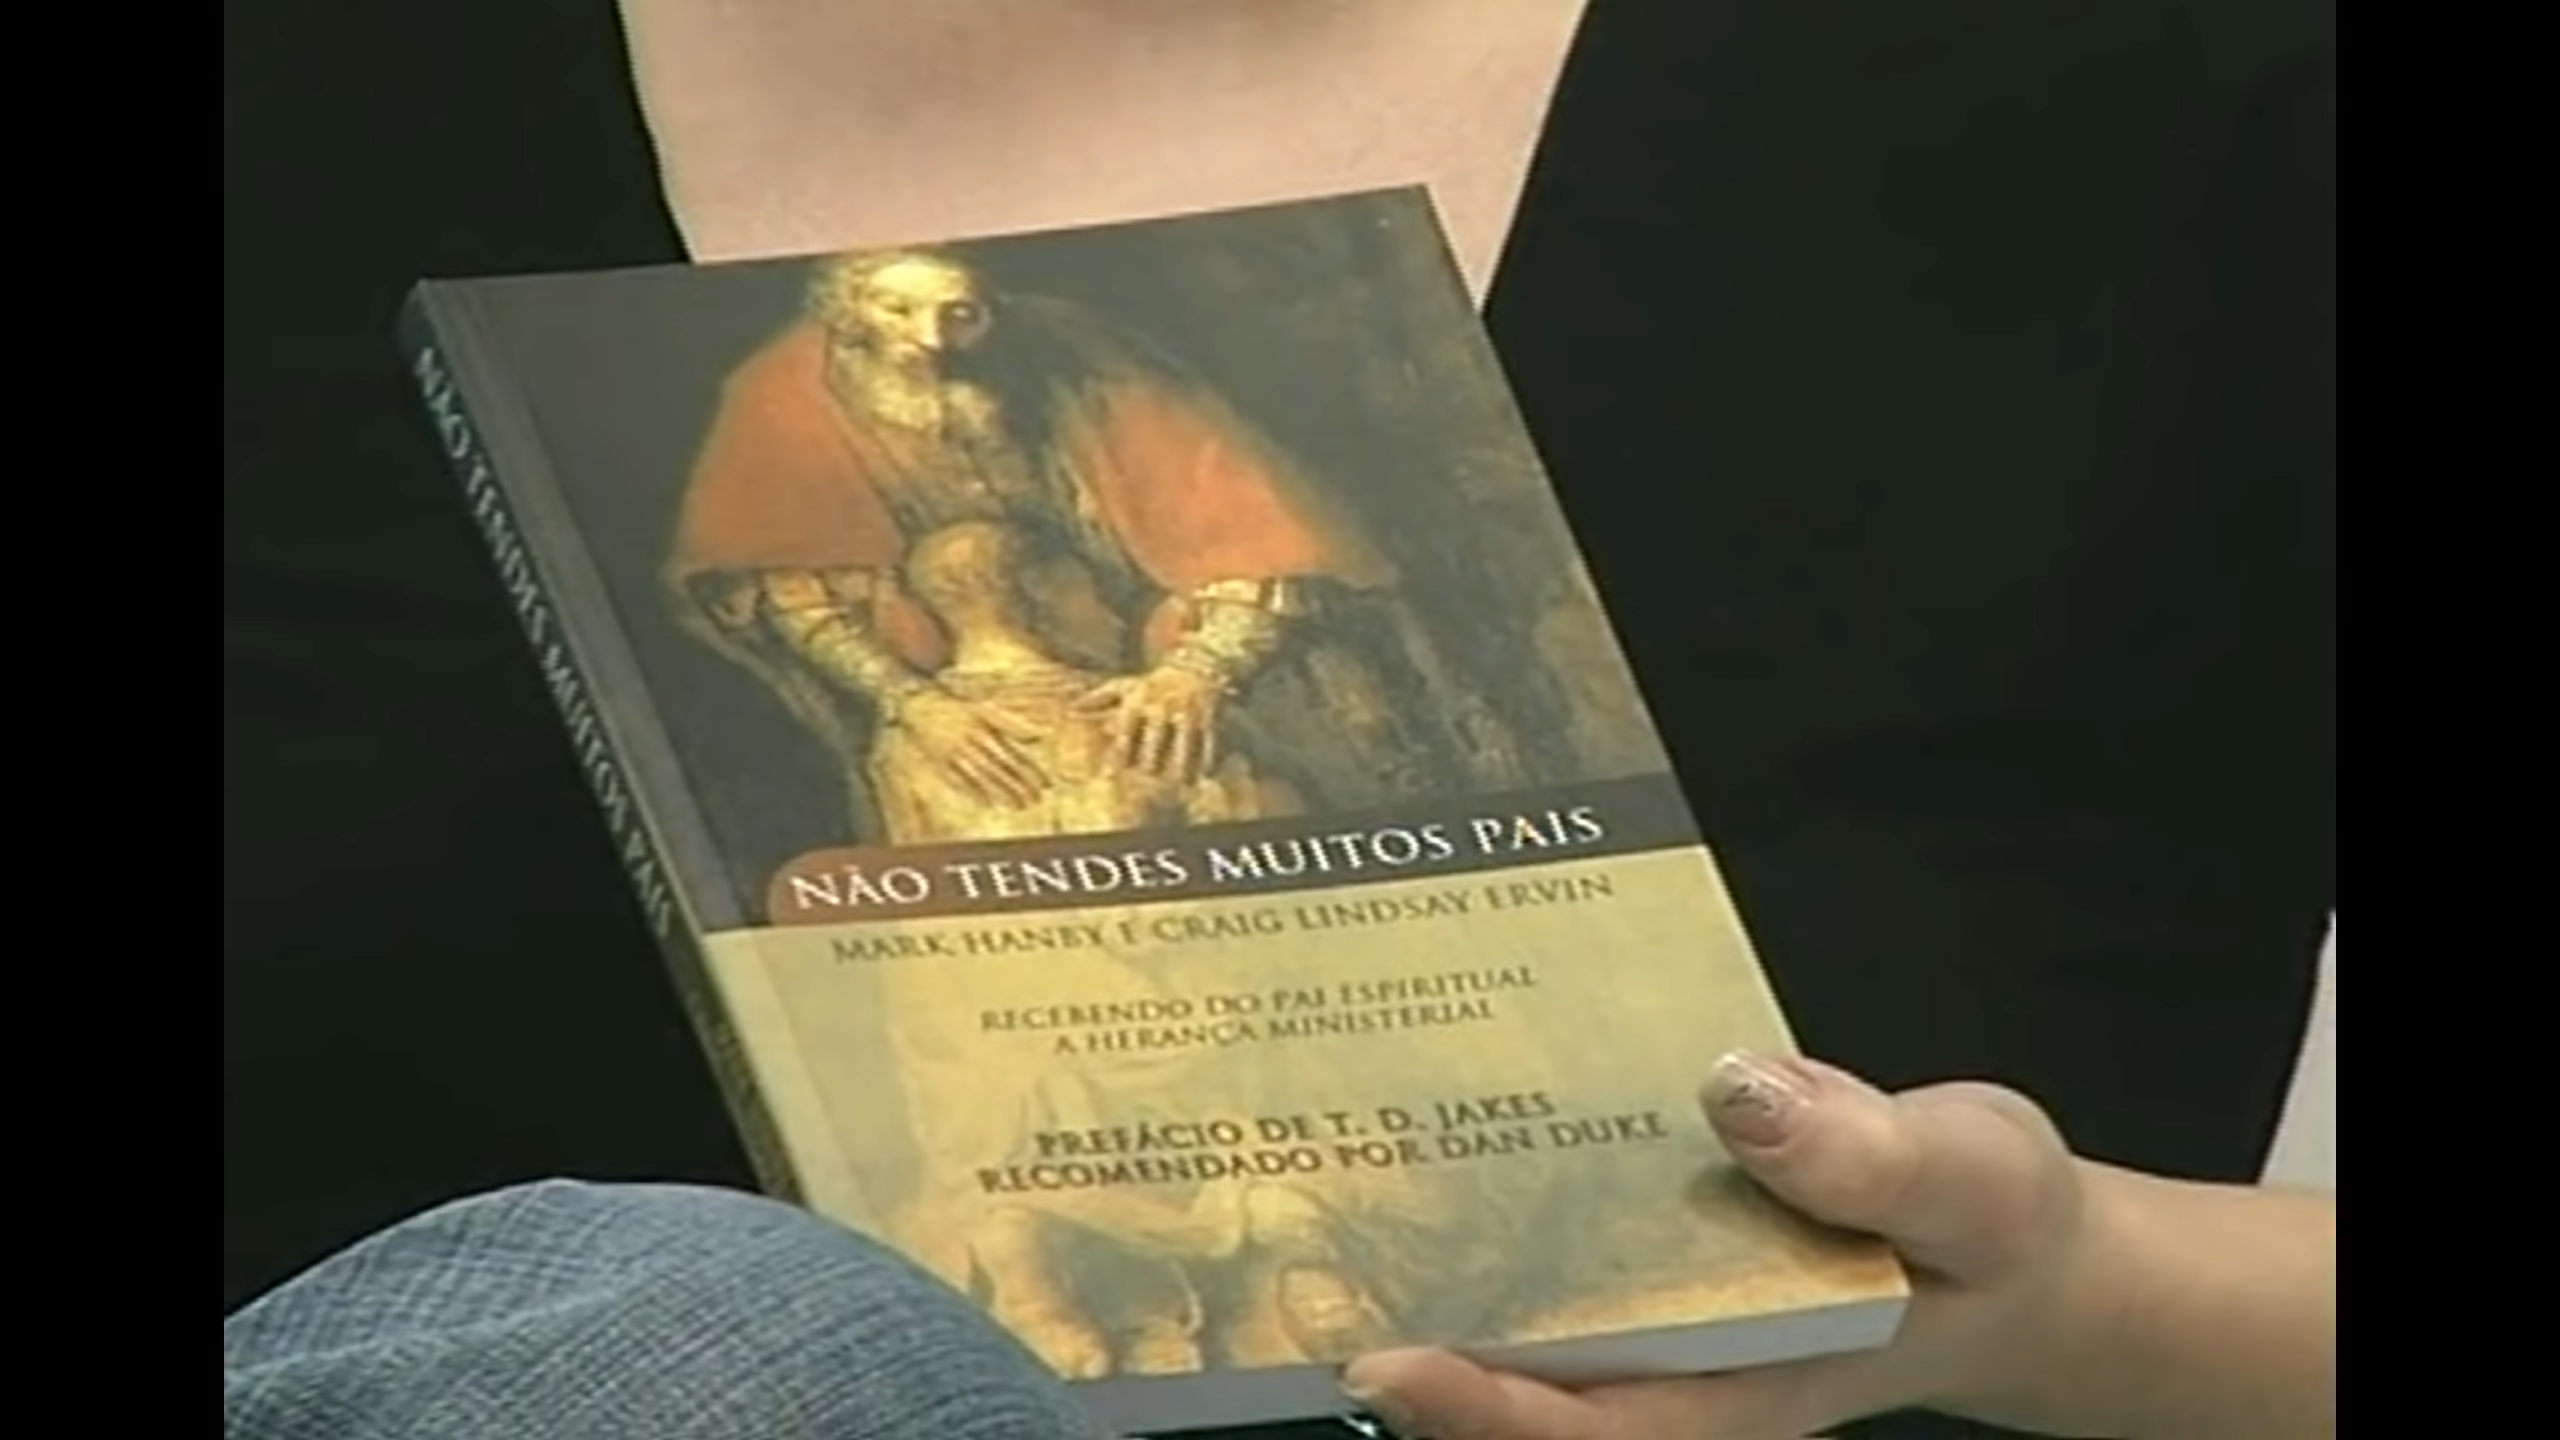 NÃO TENDES MUITOS PAIS
NÃO TENDES MUITOS PAIS
MARK HANBY E CRAIG LINDSAY ERVIN
RECEBENDO DO PAI ESPIRITUAL
A HERANÇA MINISTERIAL
PREFÁCIO DE T. D. JAKES
RECOMENDADO POR DAN DUKE